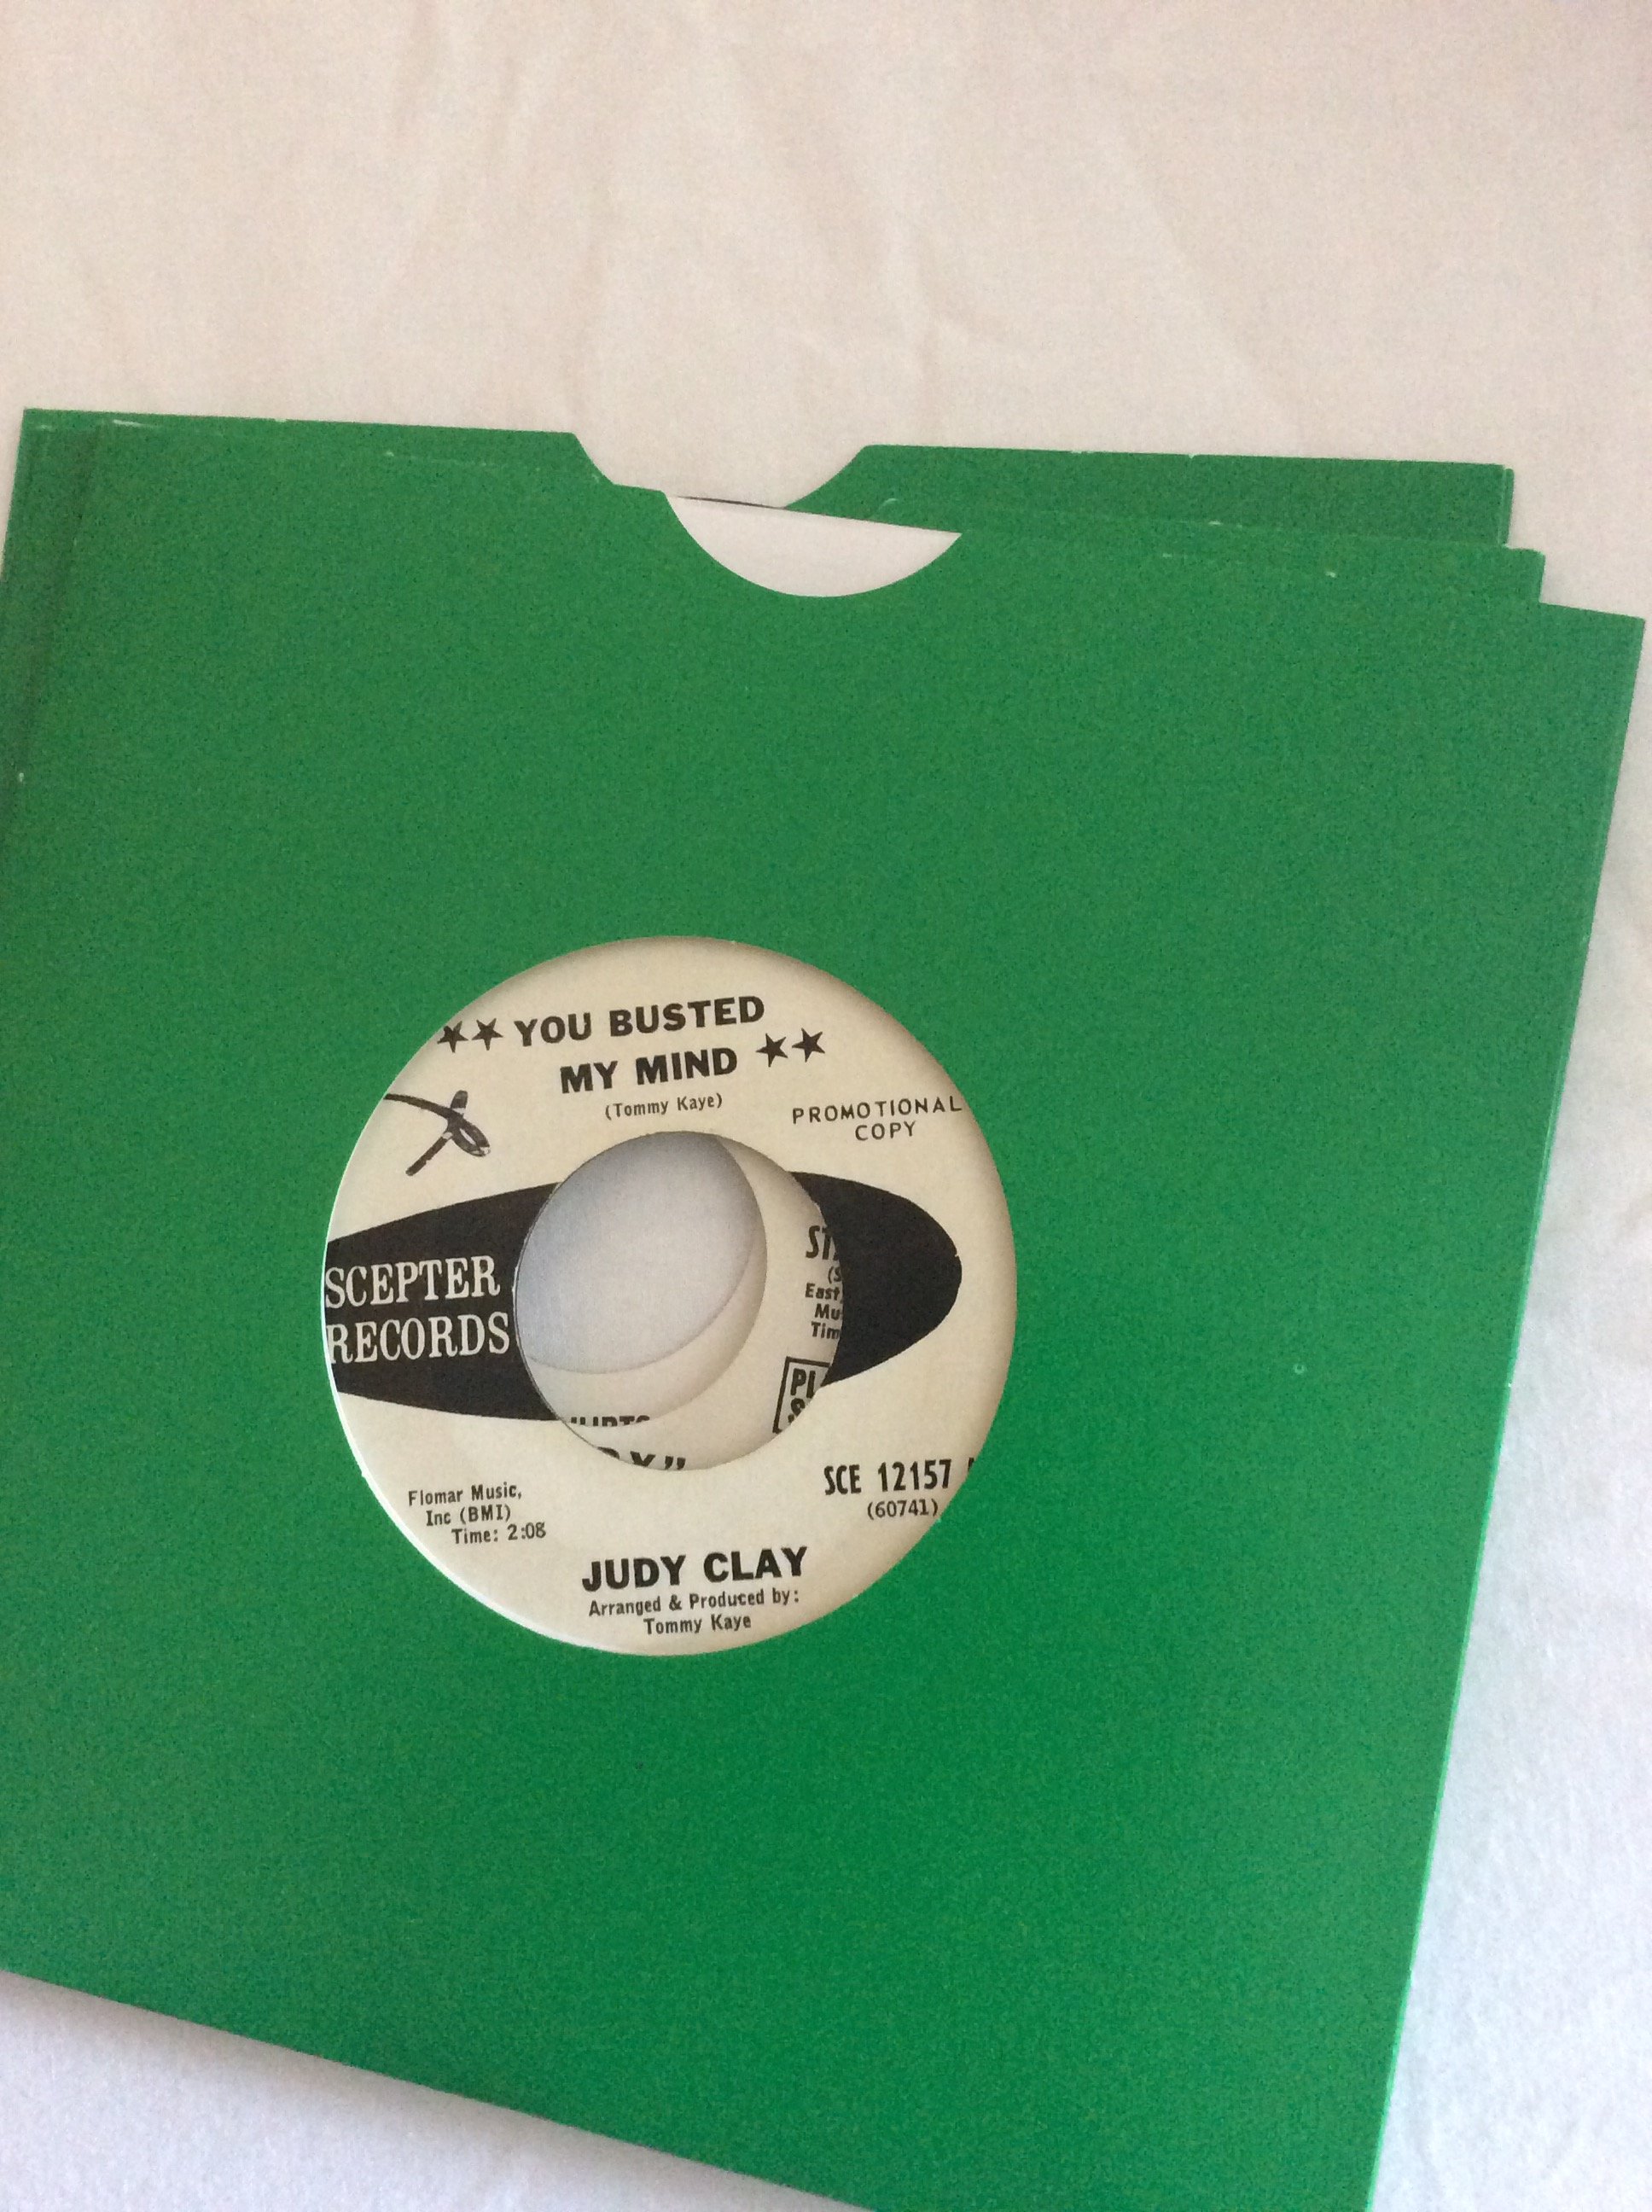 ★★ YOU BUSTED
MY MIND ★★
(Tommy Kaye)
PROMOTIONAL
COPY
SCEPTER
RECORDS
Flomar Music,
Inc (BMI)
Time: 2:08
SCE 12157
(60741)
JUDY CLAY
Arranged & Produced by:
Tommy Kaye
East